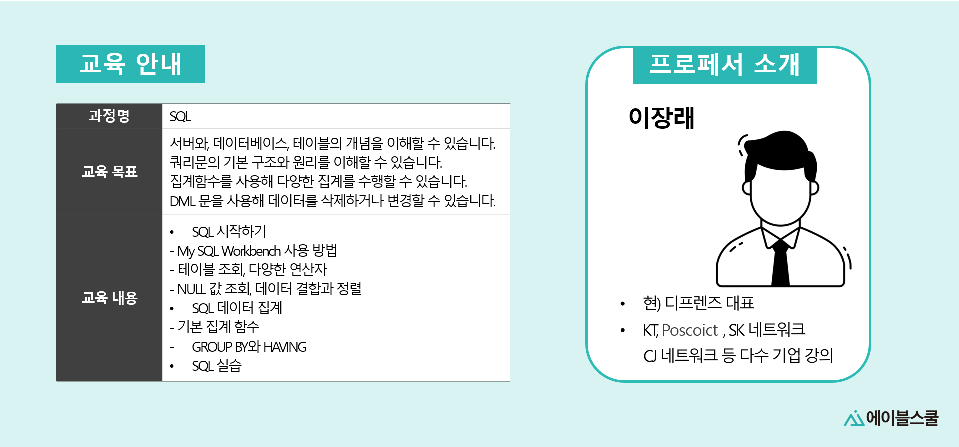 교육 안내
과정명
SQL
교육 목표
서버와, 데이터베이스, 테이블의 개념을 이해할 수 있습니다.
쿼리문의 기본 구조와 원리를 이해할 수 있습니다.
집계함수를 사용해 다양한 집계를 수행할 수 있습니다.
DML 문을 사용해 데이터를 삭제하거나 변경할 수 있습니다.
교육 내용
• SQL 시작하기
- My SQL Workbench 사용 방법
- 테이블 조회, 다양한 연산자
- NULL 값 조회, 데이터 결합과 정렬
• SQL 데이터 집계
- 기본 집계 함수
- GROUP BY와 HAVING
• SQL 실습
프로페서 소개
이장래
• 현) 디프렌즈 대표
• KT, Poscoict , SK 네트워크
CJ 네트워크 등 다수 기업 강의
에이블스쿨